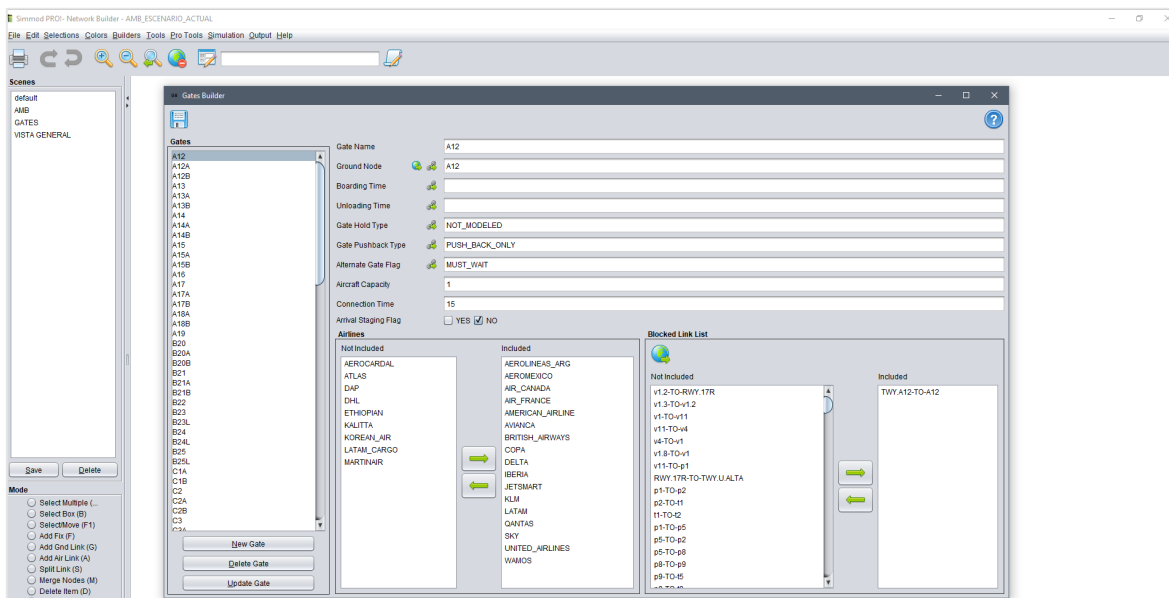 Simmod PRO!- Network Builder - AMB_ESCENARIO_ACTUAL
File Edit Selections Colors Builders Tools Pro Tools Simulation Output Help
Scenes
default
AMB
GATES
VISTA GENERAL
Save Delete
Mode
Select Multiple (...
Select Box (B)
Select/Move (F1)
Add Fix (F)
Add Gnd Link (G)
Add Air Link (A)
Split Link (S)
Merge Nodes (M)
Delete Item (D)
Gates Builder
Gates
A12
A12A
A12B
A13
A13A
A13B
A14
A14A
A14B
A15
A15A
A15B
A16
A17
A17A
A17B
A18A
A18B
A19
B20
B20A
B20B
B21
B21A
B21B
B22
B23
B23L
B24
B24L
B25
B25L
C1A
C1B
C2
C2A
C2B
C3
C3A
New Gate
Delete Gate
Update Gate
Gate Name A12
Ground Node A12
Boarding Time
Unloading Time
Gate Hold Type NOT_MODELED
Gate Pushback Type PUSH_BACK_ONLY
Alternate Gate Flag MUST_WAIT
Aircraft Capacity 1
Connection Time 15
Arrival Staging Flag YES NO
Airlines
Not Included
AEROCARDAL
ATLAS
DAP
DHL
ETHIOPIAN
KALITTA
KOREAN_AIR
LATAM_CARGO
MARTINAIR
Included
AEROLINEAS_ARG
AEROMEXICO
AIR_CANADA
AIR_FRANCE
AMERICAN_AIRLINE
AVIANCA
BRITISH_AIRWAYS
COPA
DELTA
IBERIA
JETSMART
KLM
LATAM
QANTAS
SKY
UNITED_AIRLINES
WAMOS
Blocked Link List
Not Included
v1.2-TO-RWY.17R
v1.3-TO-v1.2
v1-TO-v11
v11-TO-v4
v4-TO-v1
v1.8-TO-v1
v11-TO-p1
RWY.17R-TO-TWY.U.ALTA
p1-TO-p2
p2-TO-t1
t1-TO-t2
p1-TO-p5
p5-TO-p2
p5-TO-p8
p8-TO-p9
p9-TO-t5
Included
TWY.A12-TO-A12